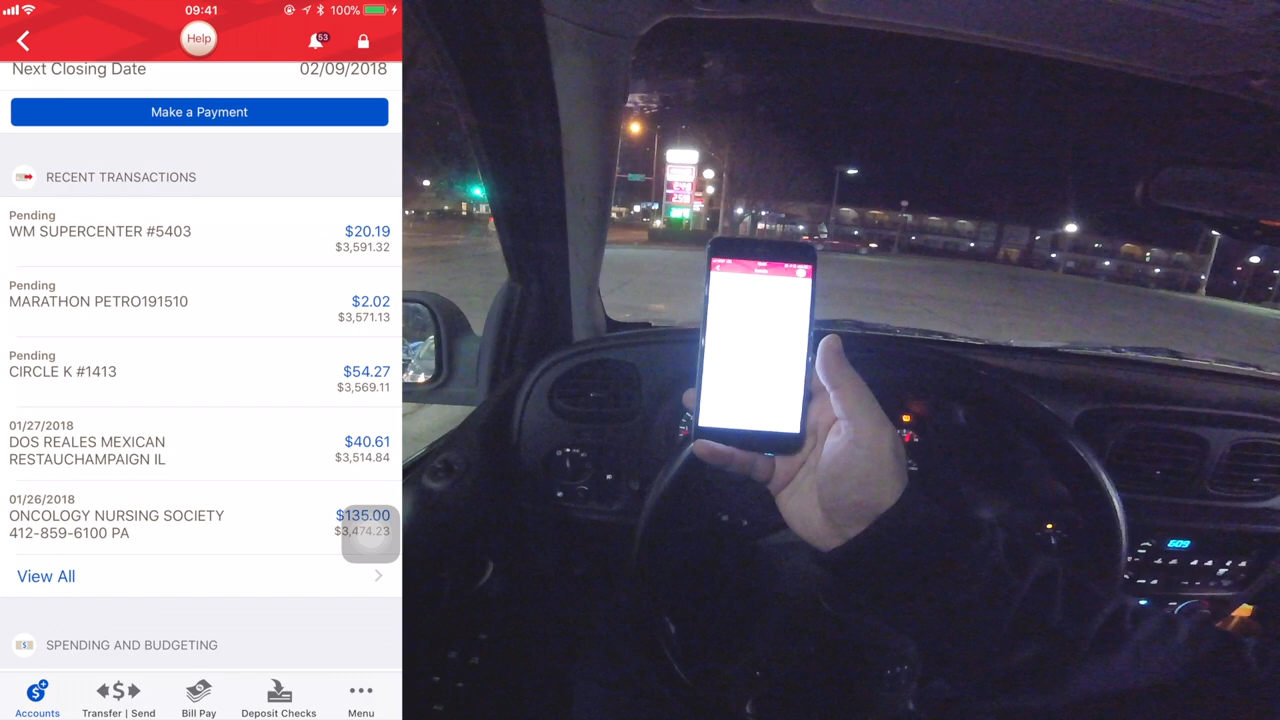 09:41
100%
Help
53
Next Closing Date 02/09/2018
Make a Payment
RECENT TRANSACTIONS
Pending
WM SUPERCENTER #5403 $20.19
$3,591.32
Pending
MARATHON PETRO191510 $2.02
$3,571.13
Pending
CIRCLE K #1413 $54.27
$3,569.11
01/27/2018
DOS REALES MEXICAN $40.61
RESTAUCHAMPAIGN IL $3,514.84
01/26/2018
ONCOLOGY NURSING SOCIETY $135.00
412-859-6100 PA $3,474.23
View All
SPENDING AND BUDGETING
Accounts
Transfer | Send
Bill Pay
Deposit Checks
Menu
609